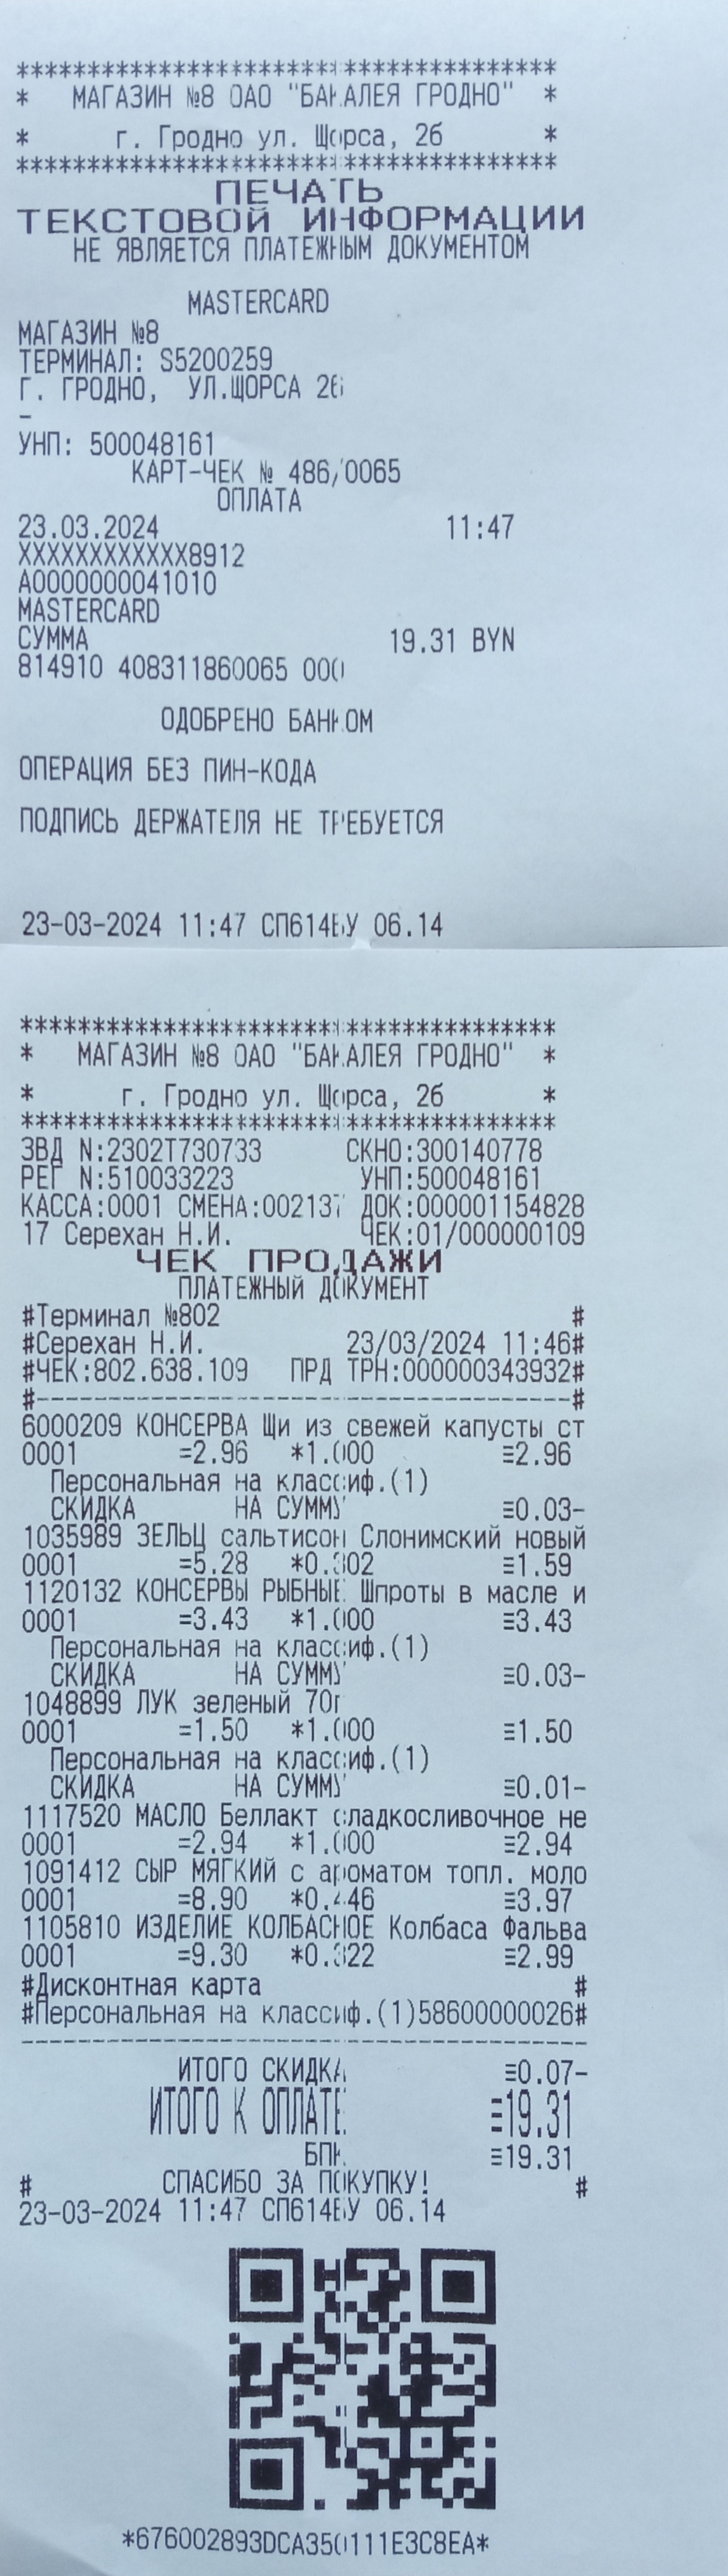 ***************************************
* МАГАЗИН №8 ОАО "БАКАЛЕЯ ГРОДНО" *
* г. Гродно ул. Щорса, 2б *
***************************************
ПЕЧАТЬ
ТЕКСТОВОЙ ИНФОРМАЦИИ
НЕ ЯВЛЯЕТСЯ ПЛАТЕЖНЫМ ДОКУМЕНТОМ
MASTERCARD
МАГАЗИН №8
ТЕРМИНАЛ: S5200259
Г. ГРОДНО, УЛ.ЩОРСА 2б
-
УНП: 500048161
КАРТ-ЧЕК № 486/0065
ОПЛАТА
23.03.2024 11:47
XXXXXXXXXXXX8912
A0000000041010
MASTERCARD
СУММА 19.31 BYN
814910 408311860065 000
ОДОБРЕНО БАНКОМ
ОПЕРАЦИЯ БЕЗ ПИН-КОДА
ПОДПИСЬ ДЕРЖАТЕЛЯ НЕ ТРЕБУЕТСЯ
23-03-2024 11:47 СП614БУ 06.14
***************************************
* МАГАЗИН №8 ОАО "БАКАЛЕЯ ГРОДНО" *
* г. Гродно ул. Щорса, 2б *
***************************************
ЗВД N:2302T730733 СКНО:300140778
РЕГ N:510033223 УНП:500048161
КАССА:0001 СМЕНА:002137 ДОК:000001154828
17 Серехан Н.И. ЧЕК:01/000000109
ЧЕК ПРОДАЖИ
ПЛАТЕЖНЫЙ ДОКУМЕНТ
#Терминал №802 #
#Серехан Н.И. 23/03/2024 11:46#
#ЧЕК:802.638.109 ПРД ТРН:000000343932#
#--------------------------------------#
6000209 КОНСЕРВА Щи из свежей капусты ст
0001 =2.96 *1.000 ≡2.96
Персональная на классиф.(1)
СКИДКА НА СУММУ ≡0.03-
1035989 ЗЕЛЬЦ сальтисон Слонимский новый
0001 =5.28 *0.302 ≡1.59
1120132 КОНСЕРВЫ РЫБНЫЕ Шпроты в масле и
0001 =3.43 *1.000 ≡3.43
Персональная на классиф.(1)
СКИДКА НА СУММУ ≡0.03-
1048899 ЛУК зеленый 70г
0001 =1.50 *1.000 ≡1.50
Персональная на классиф.(1)
СКИДКА НА СУММУ ≡0.01-
1117520 МАСЛО Беллакт сладкосливочное не
0001 =2.94 *1.000 ≡2.94
1091412 СЫР МЯГКИЙ с ароматом топл. моло
0001 =8.90 *0.446 ≡3.97
1105810 ИЗДЕЛИЕ КОЛБАСНОЕ Колбаса Фальва
0001 =9.30 *0.322 ≡2.99
#Дисконтная карта #
#Персональная на классиф.(1)58600000026#
----------------------------------------
ИТОГО СКИДКА ≡0.07-
ИТОГО К ОПЛАТЕ ≡19.31
БПК ≡19.31
# СПАСИБО ЗА ПОКУПКУ! #
23-03-2024 11:47 СП614БУ 06.14
*676002893DCA350111E3C8EA*